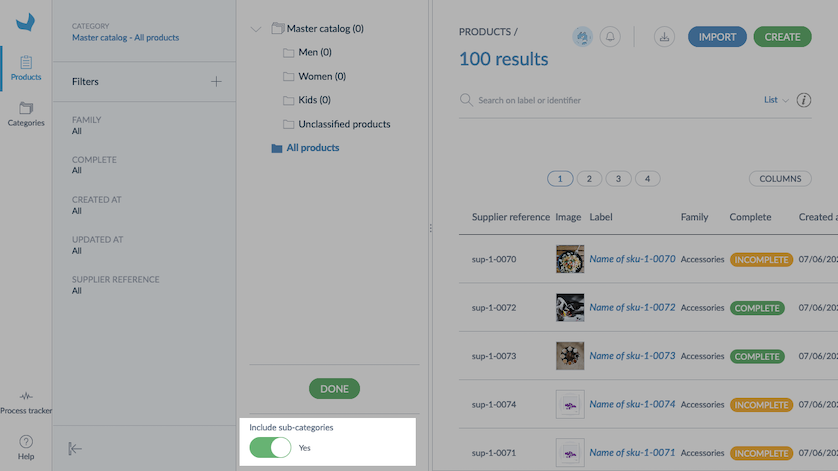 CATEGORY
Master catalog - All products
Products
Categories
Process tracker
Help
Filters
FAMILY
All
COMPLETE
All
CREATED AT
All
UPDATED AT
All
SUPPLIER REFERENCE
All
Master catalog (0)
Men (0)
Women (0)
Kids (0)
Unclassified products
All products
DONE
Include sub-categories
Yes
PRODUCTS /
IMPORT
CREATE
100 results
Search on label or identifier
List
1 2 3 4
COLUMNS
Supplier reference Image Label Family Complete Created a
sup-1-0070 Name of sku-1-0070 Accessories INCOMPLETE 07/06/202
sup-1-0072 Name of sku-1-0072 Accessories COMPLETE 07/06/202
sup-1-0073 Name of sku-1-0073 Accessories COMPLETE 07/06/202
sup-1-0074 Name of sku-1-0074 Accessories INCOMPLETE 07/06/202
sup-1-0071 Name of sku-1-0071 Accessories INCOMPLETE 07/06/202